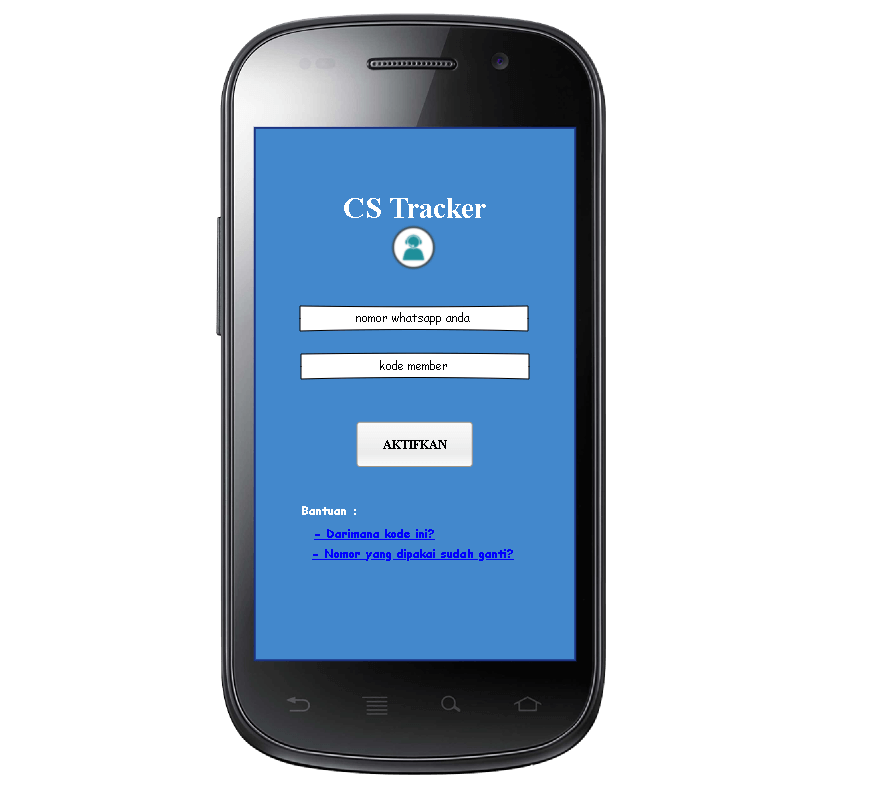 CS Tracker
nomor whatsapp anda
kode member
AKTIFKAN
Bantuan :
- Darimana kode ini?
- Nomor yang dipakai sudah ganti?